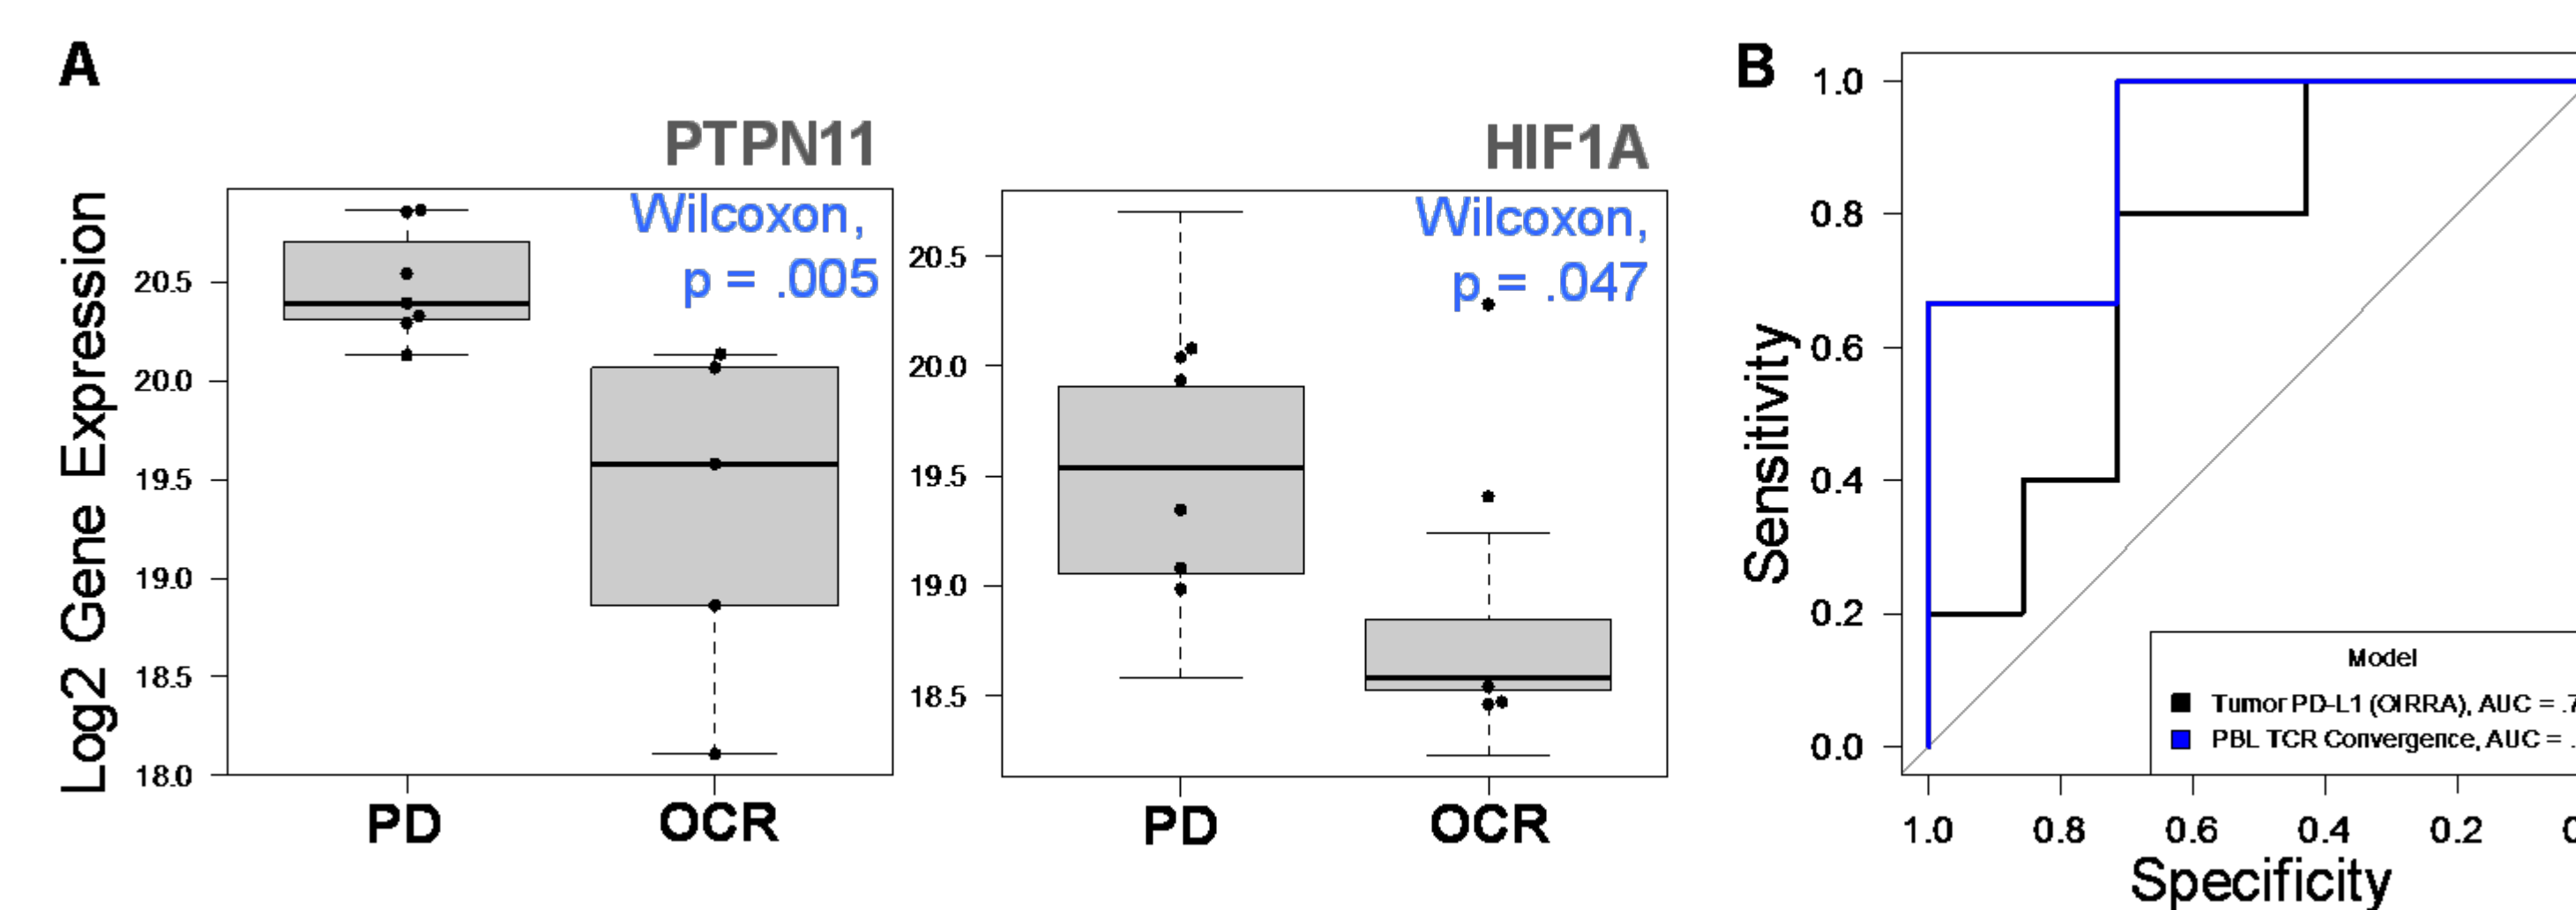 A
PTPN11
Wilcoxon,
p = .005
Log2 Gene Expression
20.5
20.0
19.5
19.0
18.5
18.0
PD
OCR
HIF1A
Wilcoxon,
p = .047
20.5
20.0
19.5
19.0
18.5
PD
OCR
B
Sensitivity
1.0
0.8
0.6
0.4
0.2
0.0
Model
Tumor PD-L1 (OIRRA), AUC = .7
PBL TCR Convergence, AUC = .
1.0
0.8
0.6
0.4
0.2
Specificity